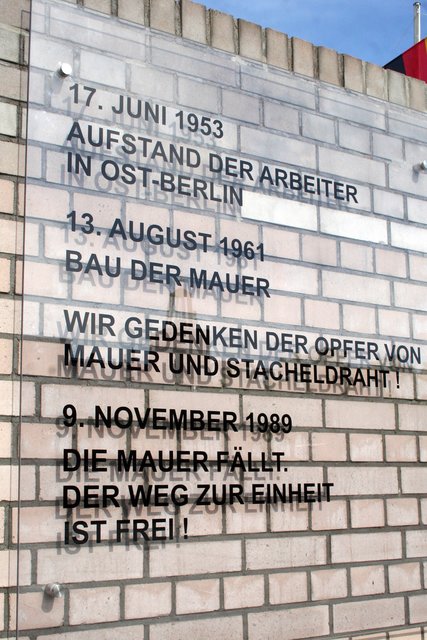 17. JUNI 1953
AUFSTAND DER ARBEITER
IN OST-BERLIN
13. AUGUST 1961
BAU DER MAUER
WIR GEDENKEN DER OPFER VON
MAUER UND STACHELDRAHT !
9. NOVEMBER 1989
DIE MAUER FÄLLT.
DER WEG ZUR EINHEIT
IST FREI !